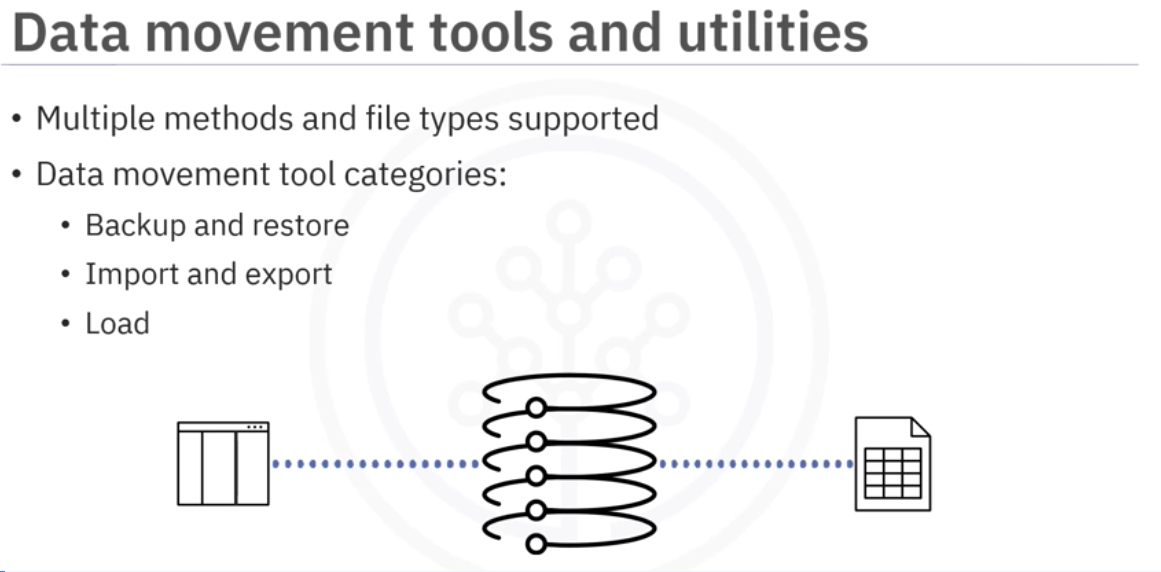 Data movement tools and utilities
• Multiple methods and file types supported
• Data movement tool categories:
• Backup and restore
• Import and export
• Load